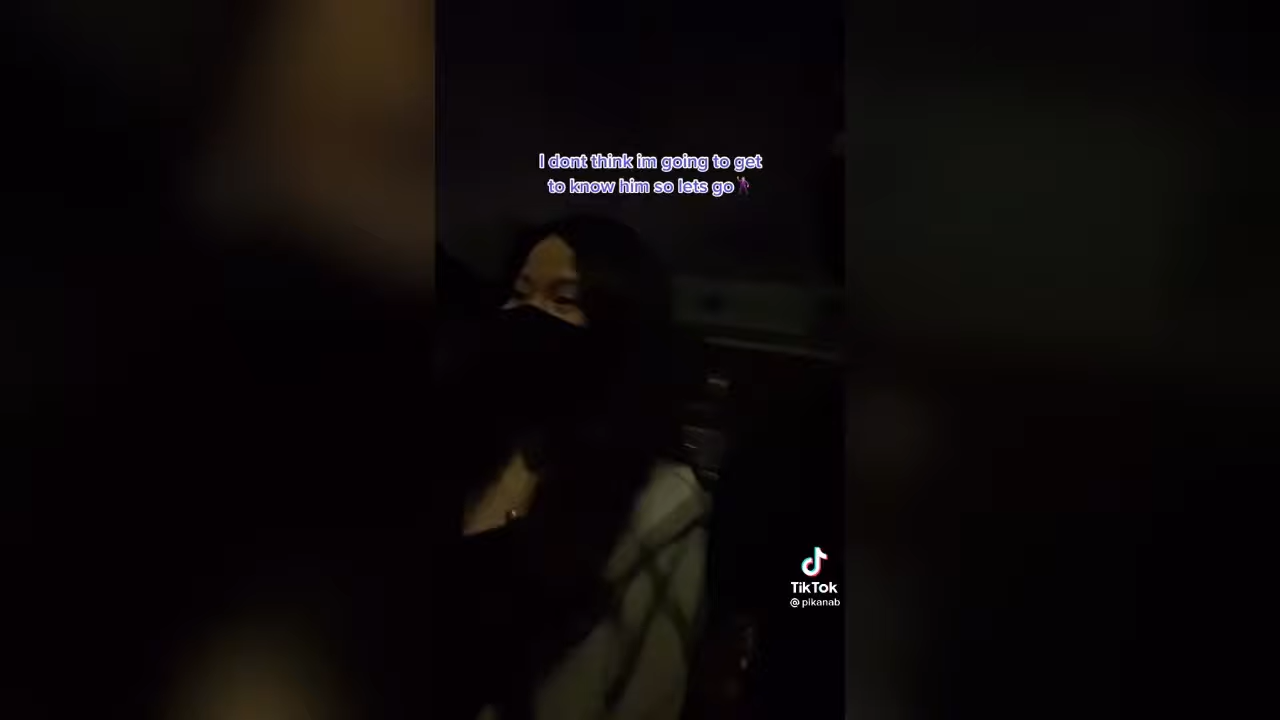 I dont think im going to get
to know him so lets go🕺
TikTok
@pikanab